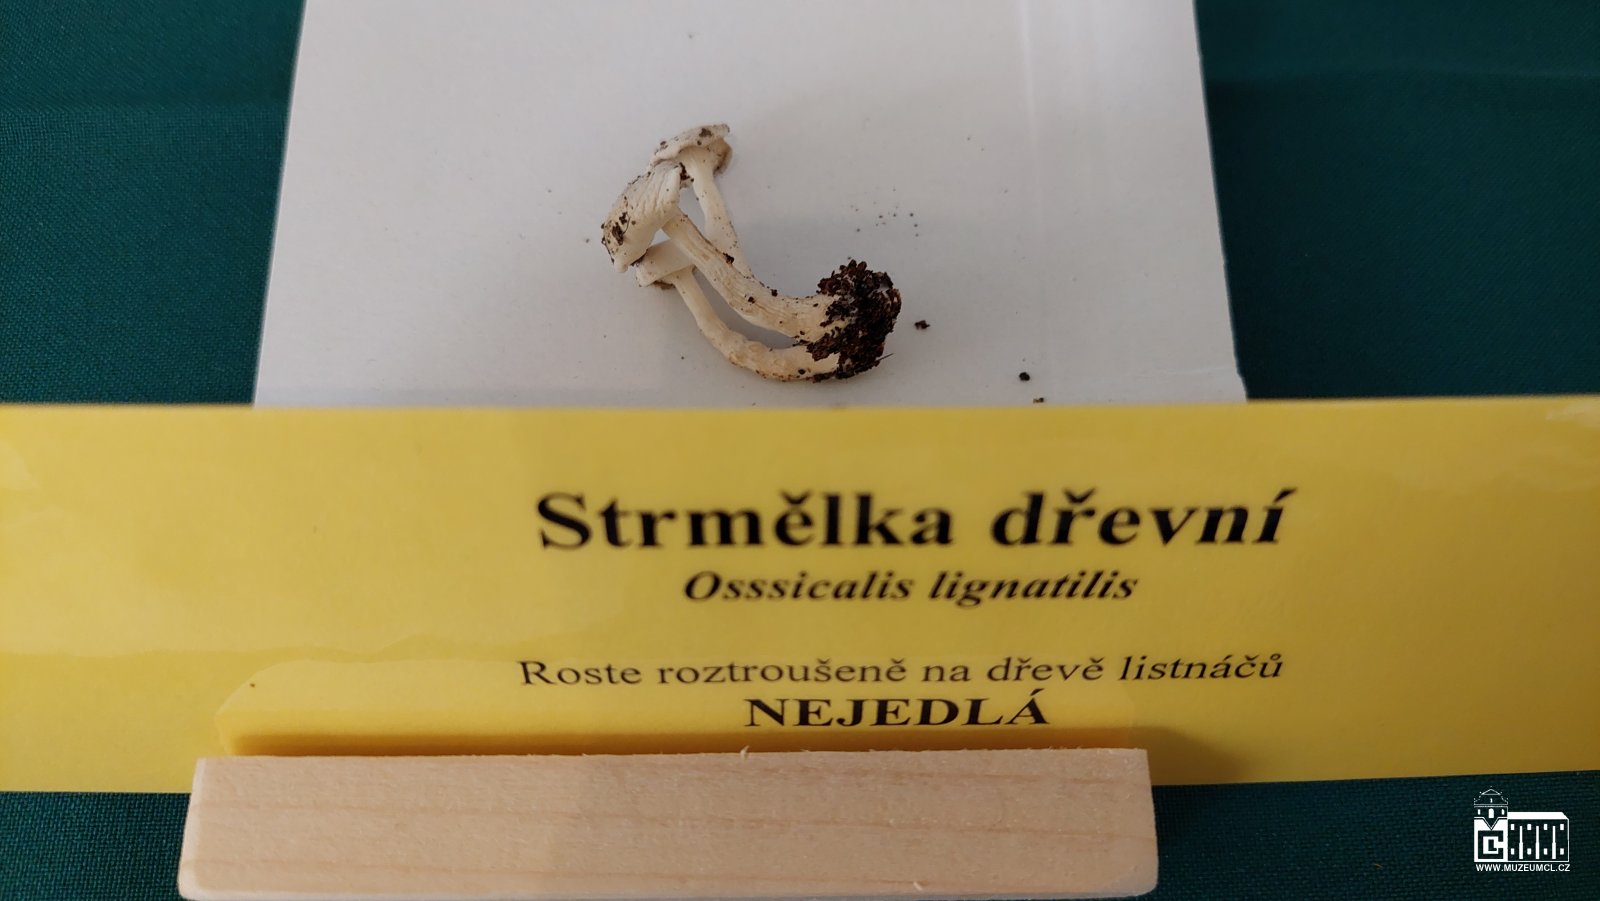 Strmělka dřevní
Osssicalis lignatilis
Roste roztroušeně na dřevě listnáčů
NEJEDLÁ
WWW.MUZEUMCL.CZ